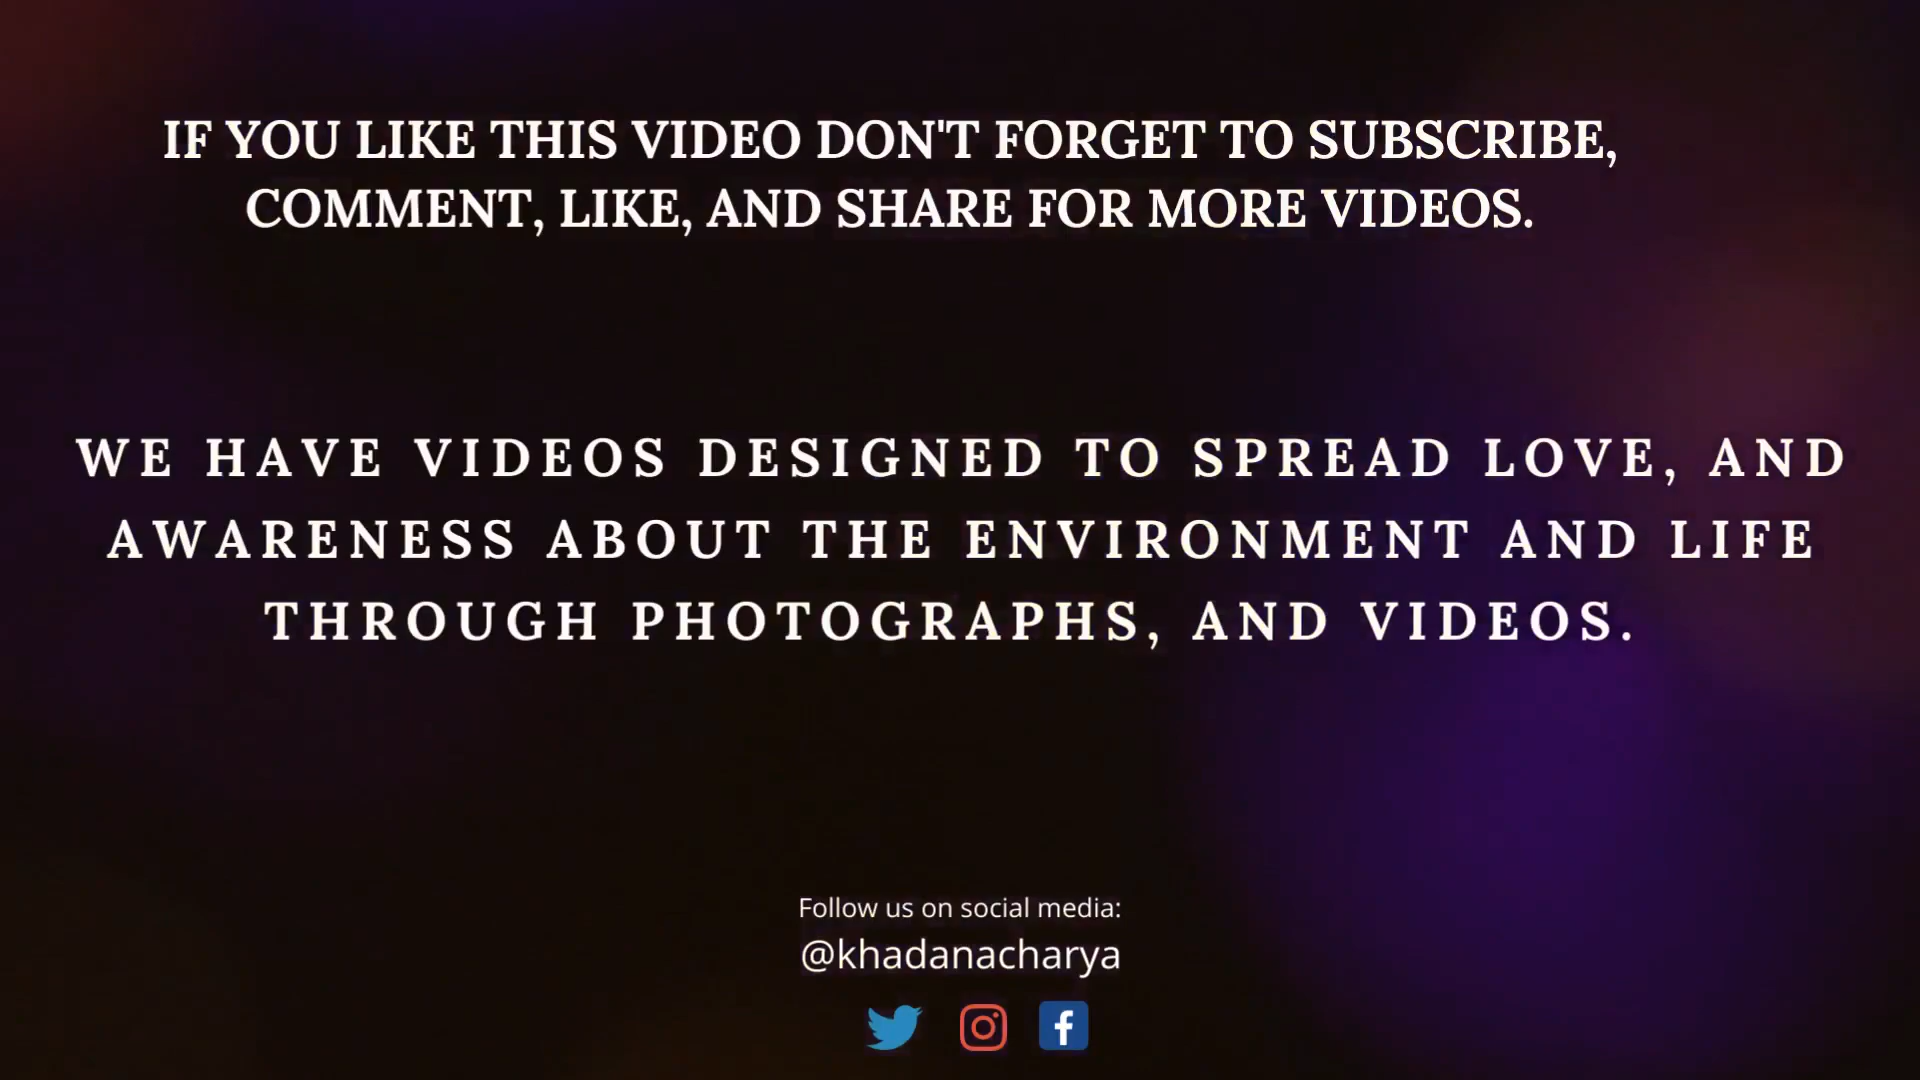 IF YOU LIKE THIS VIDEO DON'T FORGET TO SUBSCRIBE,
COMMENT, LIKE, AND SHARE FOR MORE VIDEOS.
WE HAVE VIDEOS DESIGNED TO SPREAD LOVE, AND
AWARENESS ABOUT THE ENVIRONMENT AND LIFE
THROUGH PHOTOGRAPHS, AND VIDEOS.
Follow us on social media:
@khadanacharya